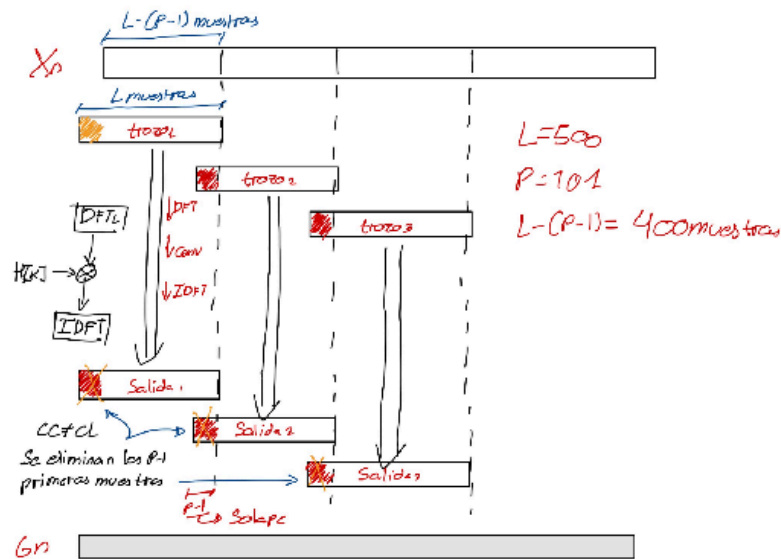 L-(P-1) muestras
Xn
L muestras
trozo1
L=500
trozo2
P=101
↓DFT
trozo3
L-(P-1)= 400muestras
DFTL
↓Conv
H[K]
↓IDFT
IDFT
Salida1
CC≠CL
Salida2
Se eliminan las P-1
primeras muestras
Salida3
P-1
Solape
Gn